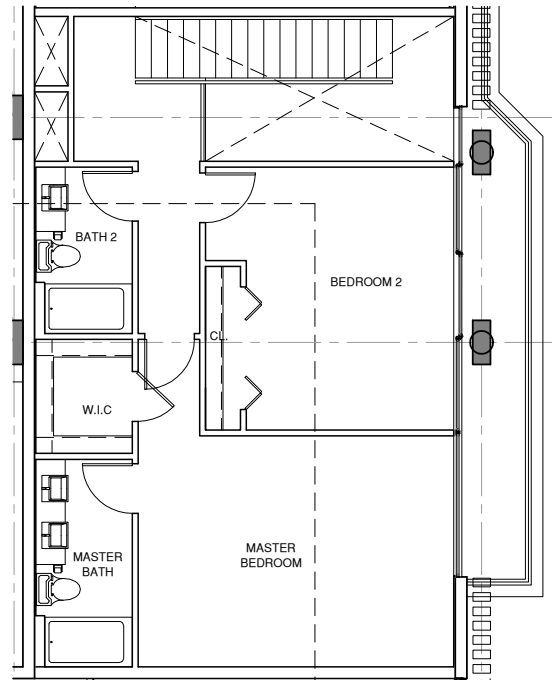 BATH 2
BEDROOM 2
CL.
W.I.C
MASTER
BATH
MASTER
BEDROOM